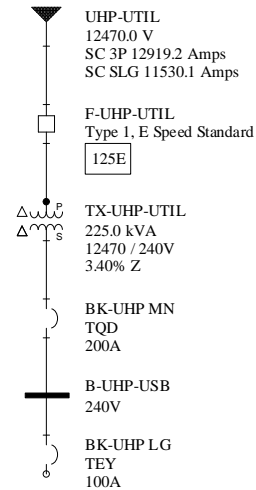 UHP-UTIL
12470.0 V
SC 3P 12919.2 Amps
SC SLG 11530.1 Amps
F-UHP-UTIL
Type 1, E Speed Standard
125E
P
S
TX-UHP-UTIL
225.0 kVA
12470 / 240V
3.40% Z
BK-UHP MN
TQD
200A
B-UHP-USB
240V
BK-UHP LG
TEY
100A